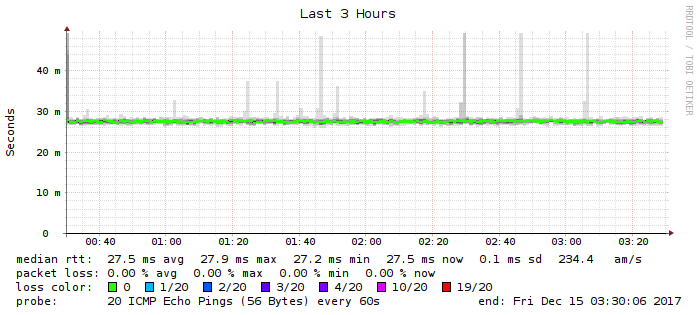 Last 3 Hours
RRDTOOL / TOBI OETIKER
Seconds
40 m
30 m
20 m
10 m
0
00:40 01:00 01:20 01:40 02:00 02:20 02:40 03:00 03:20
median rtt: 27.5 ms avg 27.9 ms max 27.2 ms min 27.5 ms now 0.1 ms sd 234.4 am/s
packet loss: 0.00 % avg 0.00 % max 0.00 % min 0.00 % now
loss color: 0 1/20 2/20 3/20 4/20 10/20 19/20
probe: 20 ICMP Echo Pings (56 Bytes) every 60s end: Fri Dec 15 03:30:06 2017